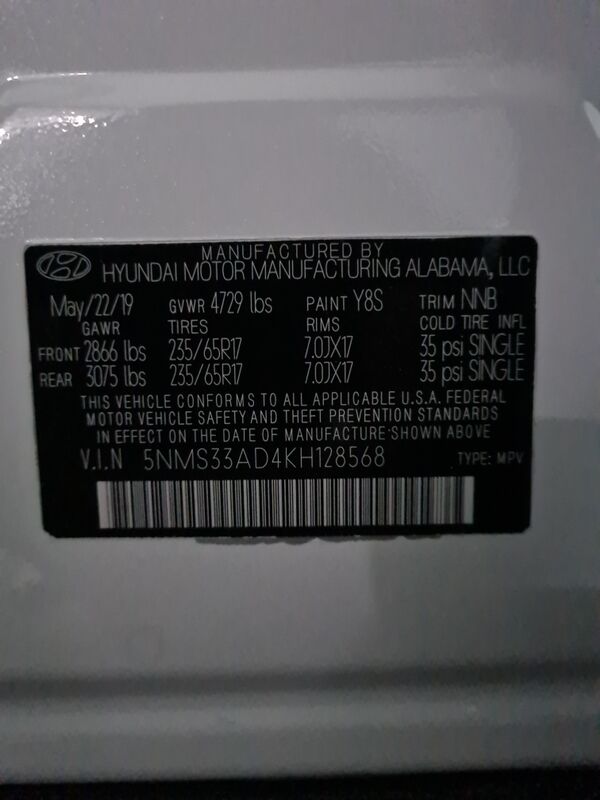 MANUFACTURED BY
HYUNDAI MOTOR MANUFACTURING ALABAMA, LLC
May/22/19 GVWR 4729 lbs PAINT Y8S TRIM NNB
GAWR TIRES RIMS COLD TIRE INFL
FRONT 2866 lbs 235/65R17 7.0JX17 35 psi SINGLE
REAR 3075 lbs 235/65R17 7.0JX17 35 psi SINGLE
THIS VEHICLE CONFORMS TO ALL APPLICABLE U.S.A. FEDERAL
MOTOR VEHICLE SAFETY AND THEFT PREVENTION STANDARDS
IN EFFECT ON THE DATE OF MANUFACTURE SHOWN ABOVE
V.I.N 5NMS33AD4KH128568 TYPE: MPV